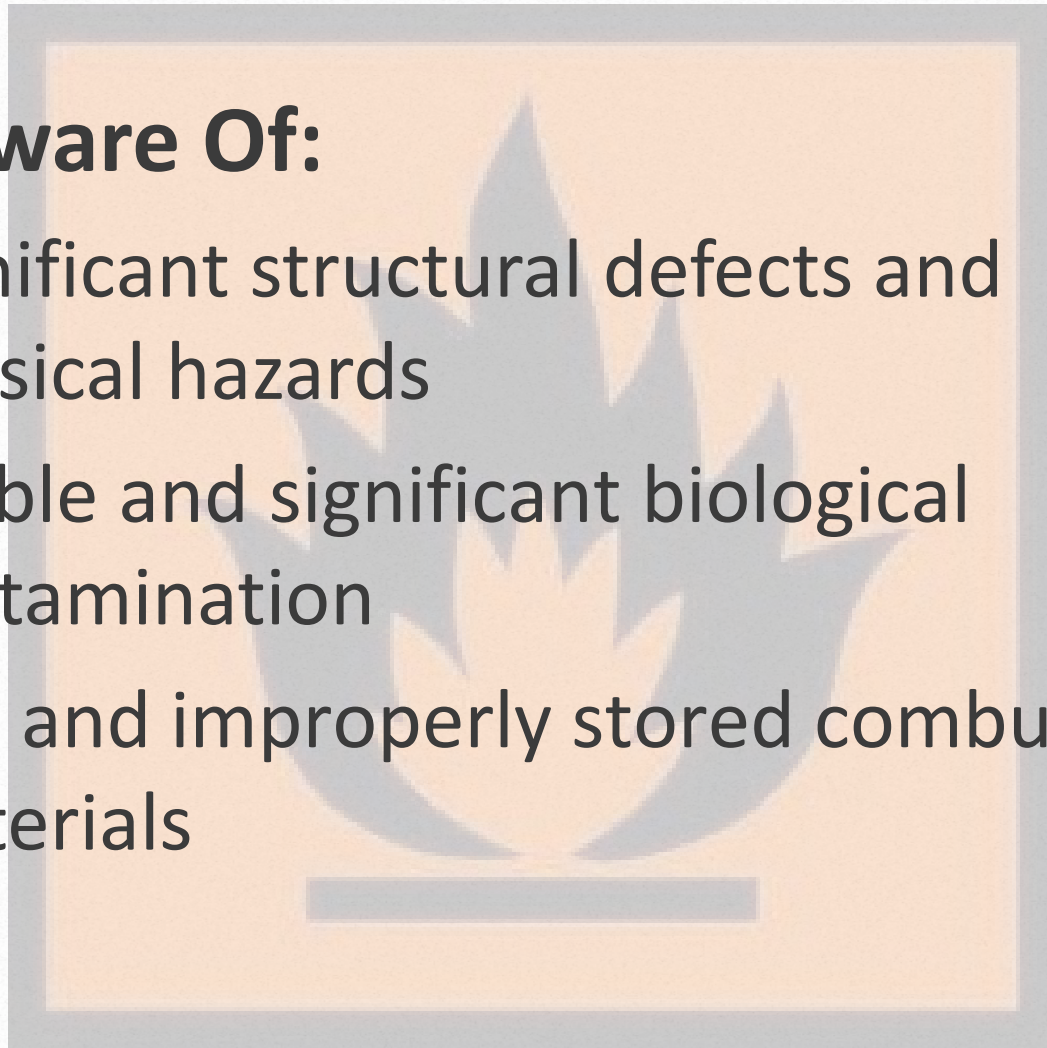 ware Of:
nificant structural defects and
sical hazards
ble and significant biological
tamination
and improperly stored combu
terials